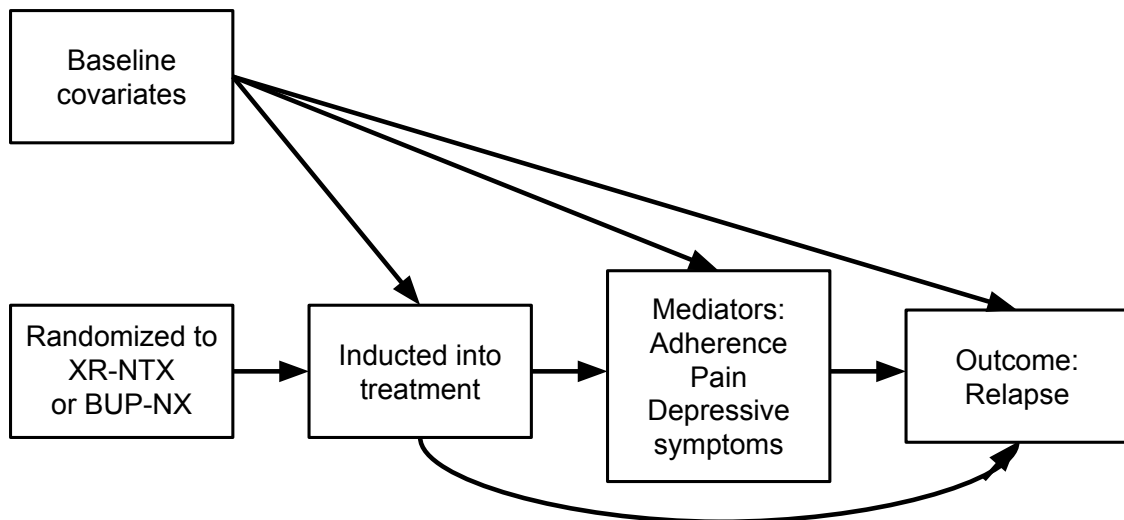 Baseline
covariates
Randomized to
XR-NTX
or BUP-NX
Inducted into
treatment
Mediators:
Adherence
Pain
Depressive
symptoms
Outcome:
Relapse